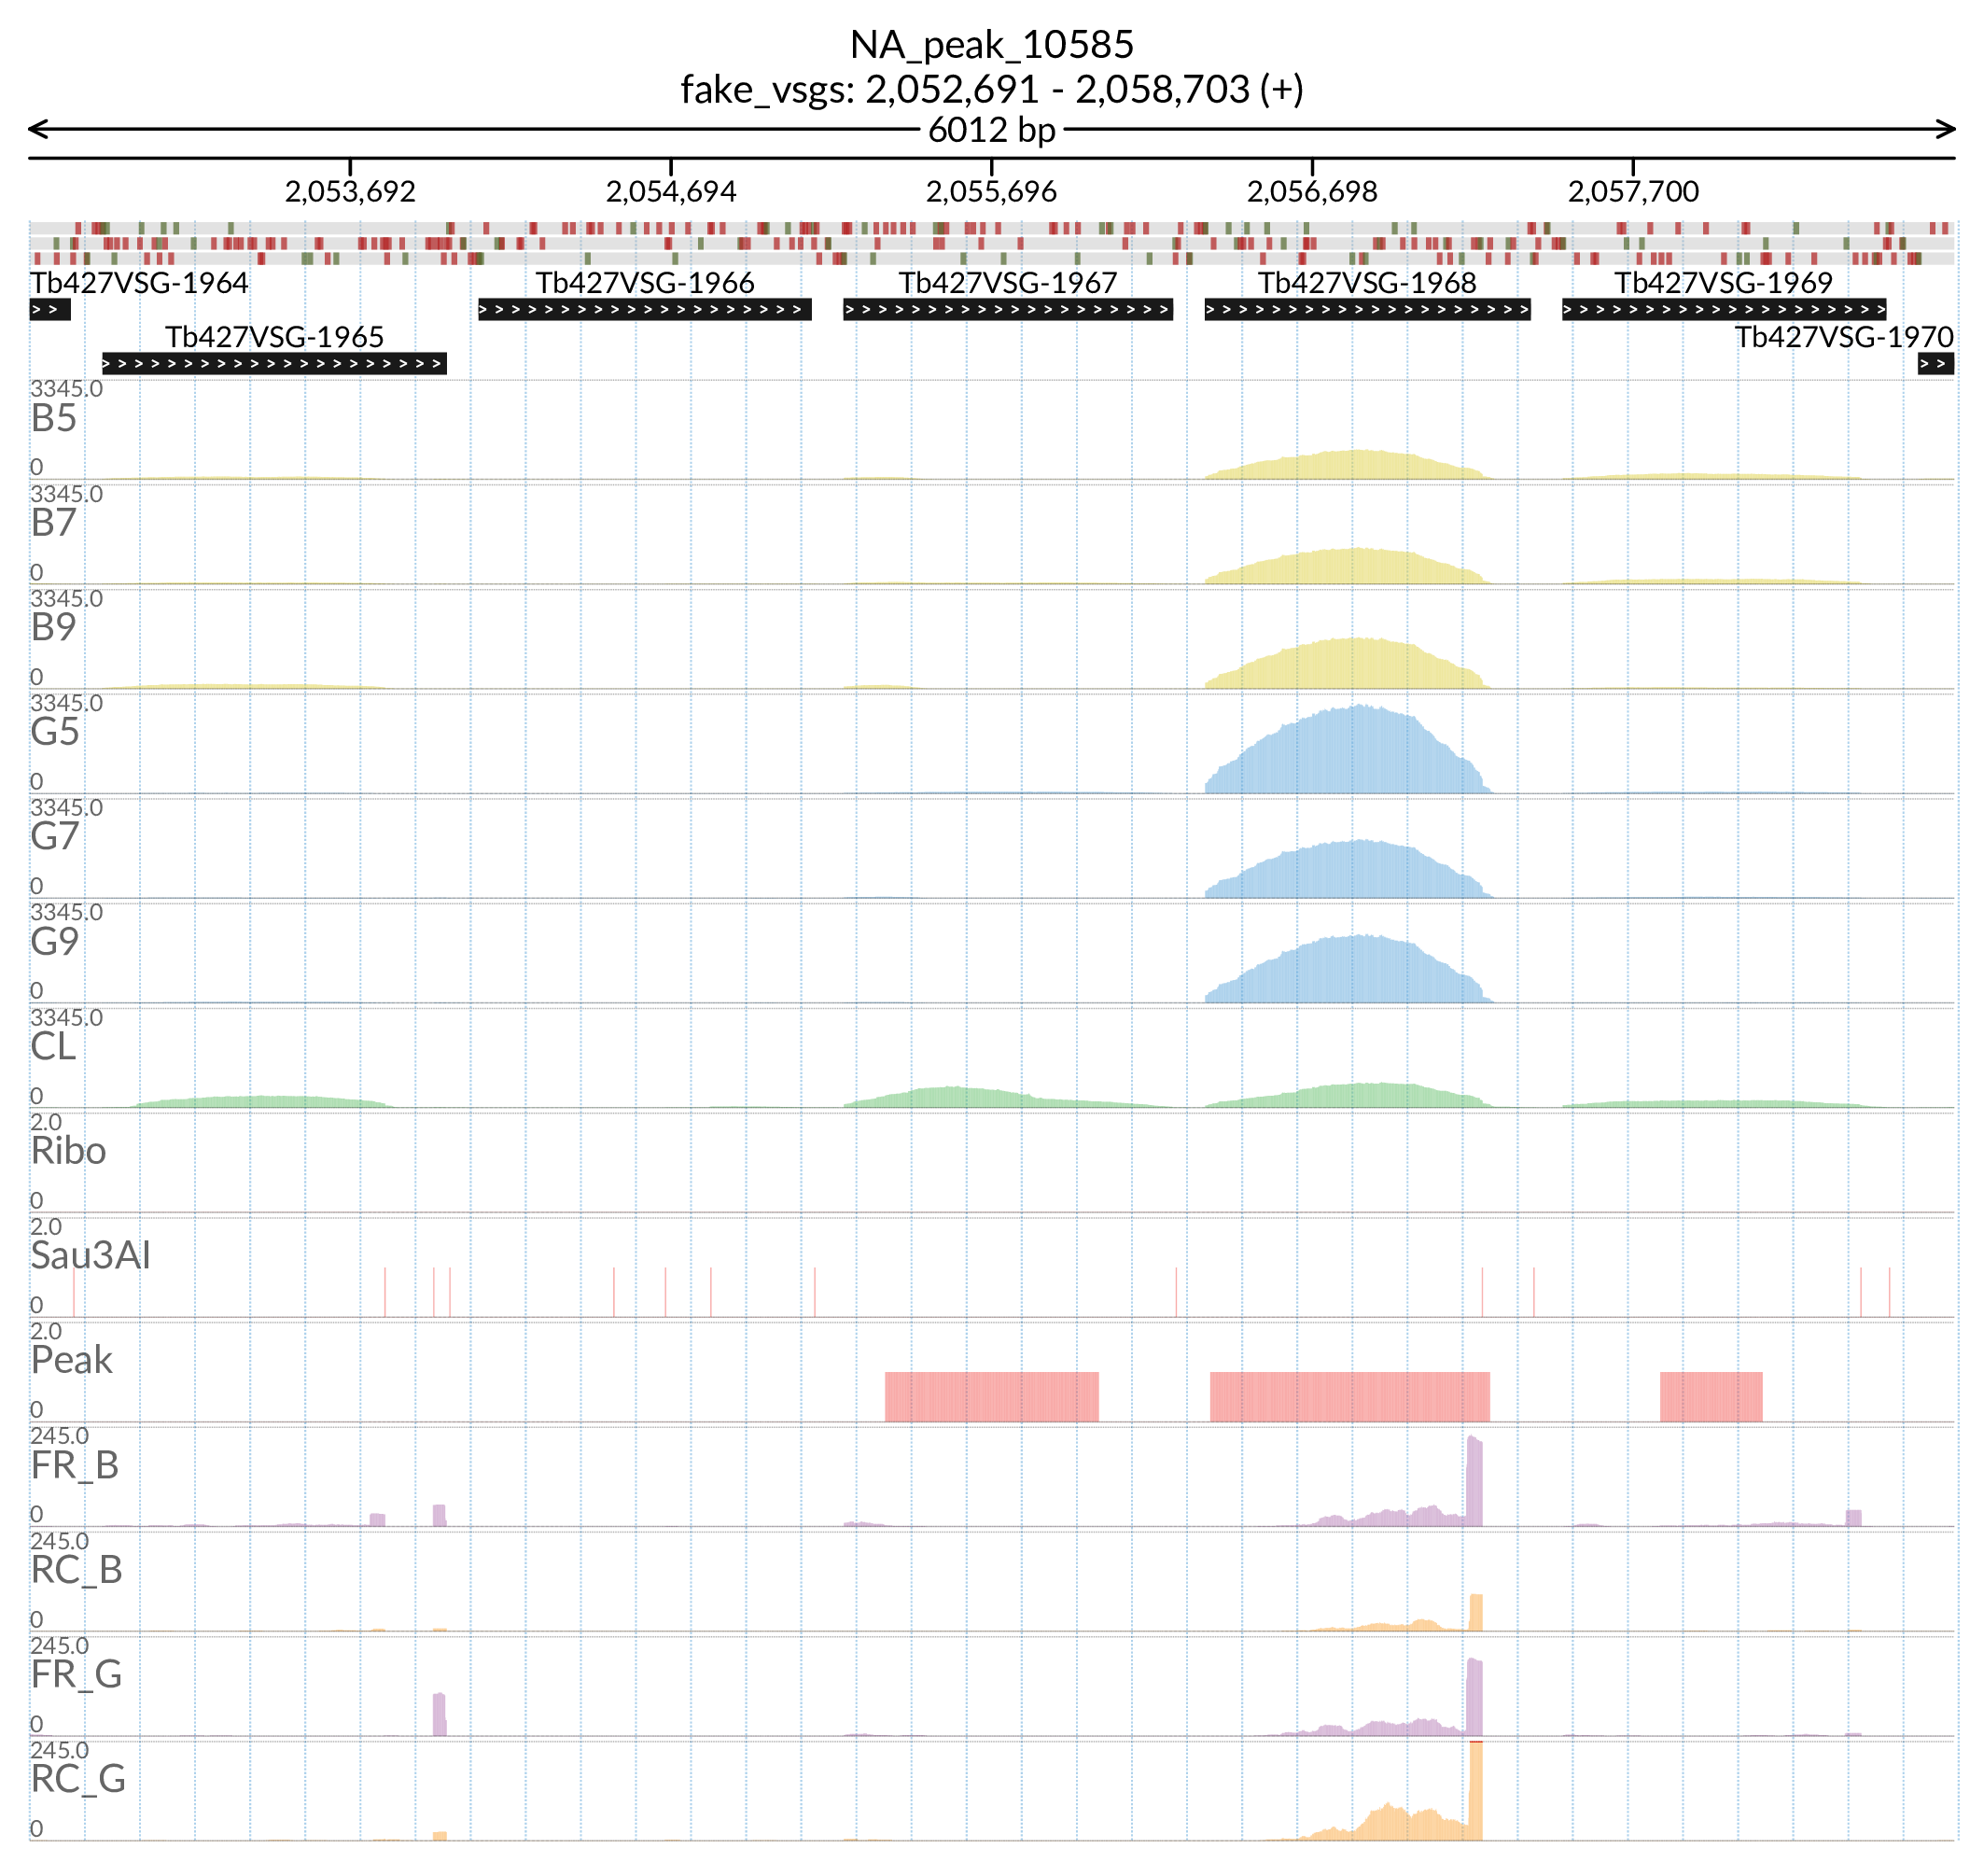 NA_peak_10585
fake_vsgs: 2,052,691 - 2,058,703 (+)
6012 bp
2,053,692 2,054,694 2,055,696 2,056,698 2,057,700
Tb427VSG-1964 Tb427VSG-1966 Tb427VSG-1967 Tb427VSG-1968 Tb427VSG-1969
Tb427VSG-1965 Tb427VSG-1970
3345.0
B5
0
3345.0
B7
0
3345.0
B9
0
3345.0
G5
0
3345.0
G7
0
3345.0
G9
0
3345.0
CL
0
2.0
Ribo
0
2.0
Sau3AI
0
2.0
Peak
0
245.0
FR_B
0
245.0
RC_B
0
245.0
FR_G
0
245.0
RC_G
0